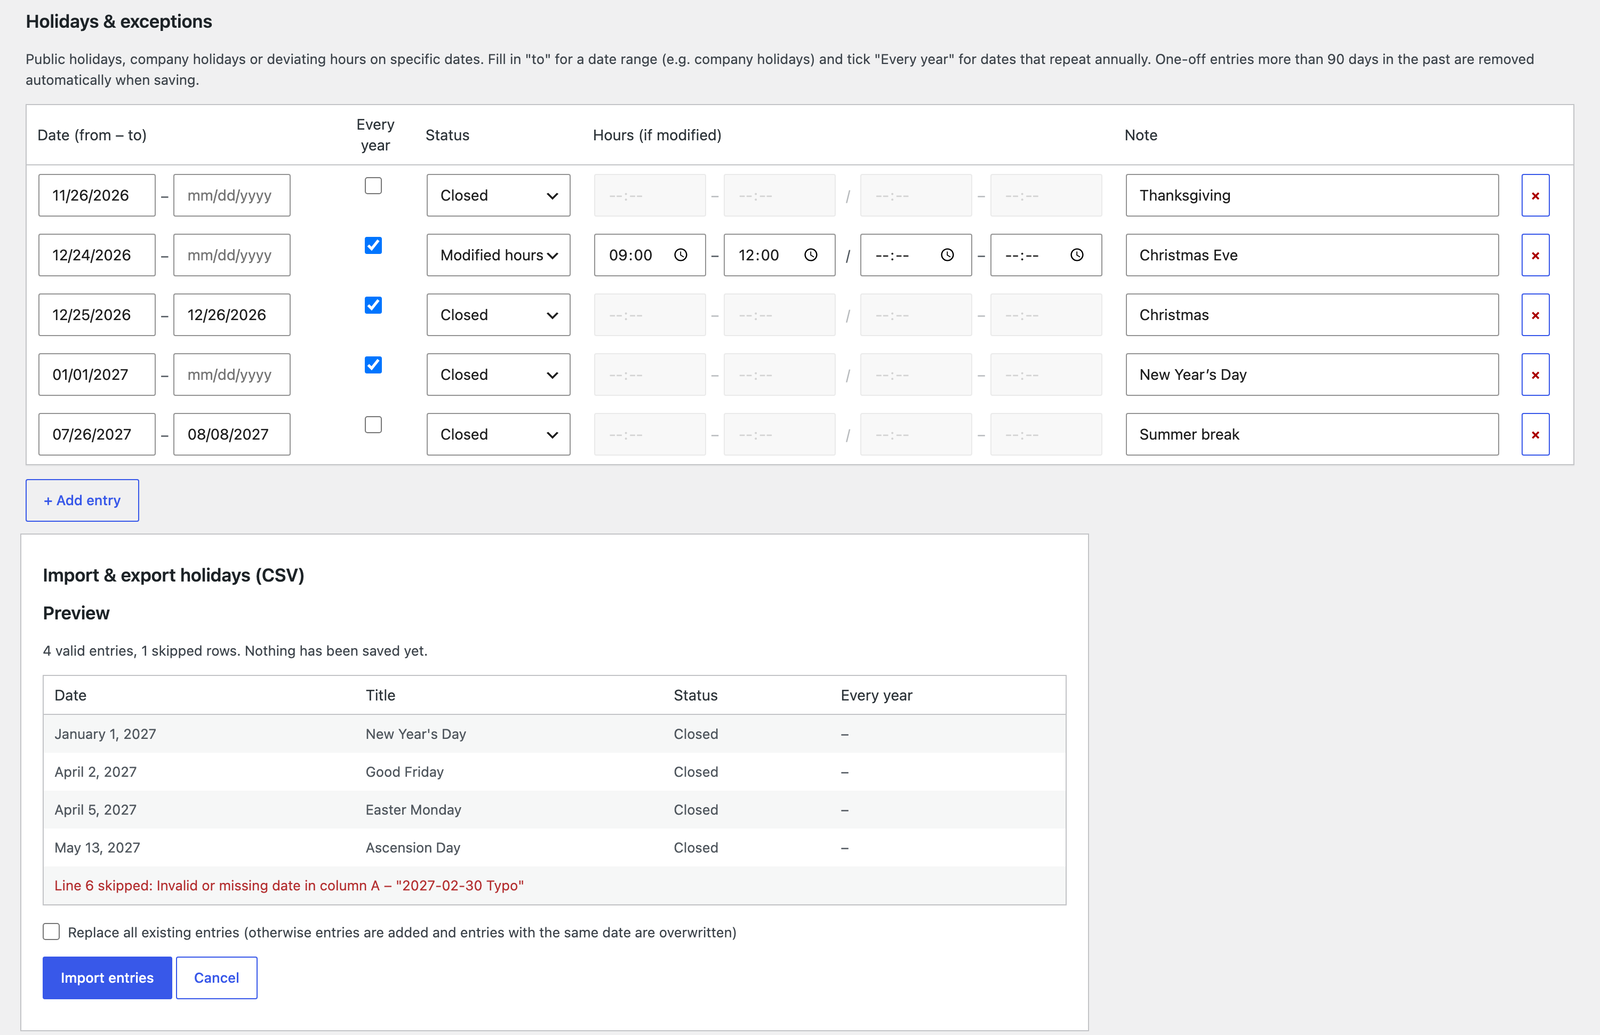 Holidays & exceptions
Public holidays, company holidays or deviating hours on specific dates. Fill in "to" for a date range (e.g. company holidays) and tick "Every year" for dates that repeat annually. One-off entries more than 90 days in the past are removed
automatically when saving.
Date (from – to) Every year Status Hours (if modified) Note
11/26/2026 – mm/dd/yyyy Closed --:-- – --:-- / --:-- – --:-- Thanksgiving ×
12/24/2026 – mm/dd/yyyy Modified hours 09:00 – 12:00 / --:-- – --:-- Christmas Eve ×
12/25/2026 – 12/26/2026 Closed --:-- – --:-- / --:-- – --:-- Christmas ×
01/01/2027 – mm/dd/yyyy Closed --:-- – --:-- / --:-- – --:-- New Year’s Day ×
07/26/2027 – 08/08/2027 Closed --:-- – --:-- / --:-- – --:-- Summer break ×
+ Add entry
Import & export holidays (CSV)
Preview
4 valid entries, 1 skipped rows. Nothing has been saved yet.
Date Title Status Every year
January 1, 2027 New Year's Day Closed –
April 2, 2027 Good Friday Closed –
April 5, 2027 Easter Monday Closed –
May 13, 2027 Ascension Day Closed –
Line 6 skipped: Invalid or missing date in column A – "2027-02-30 Typo"
Replace all existing entries (otherwise entries are added and entries with the same date are overwritten)
Import entries Cancel